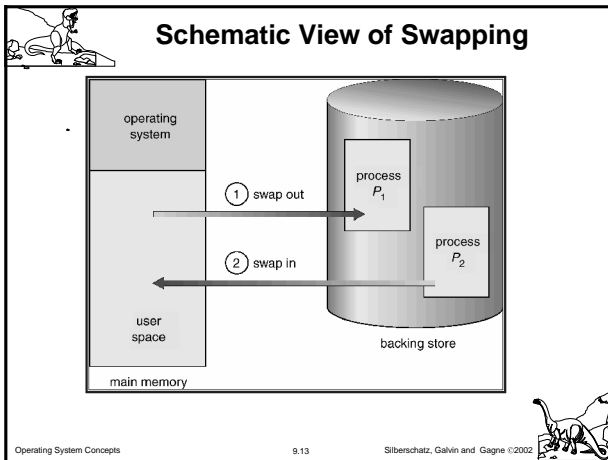 Schematic View of Swapping
operating
system
1 swap out
process
P1
2 swap in
process
P2
user
space
backing store
main memory
Operating System Concepts
9.13
Silberschatz, Galvin and Gagne ©2002